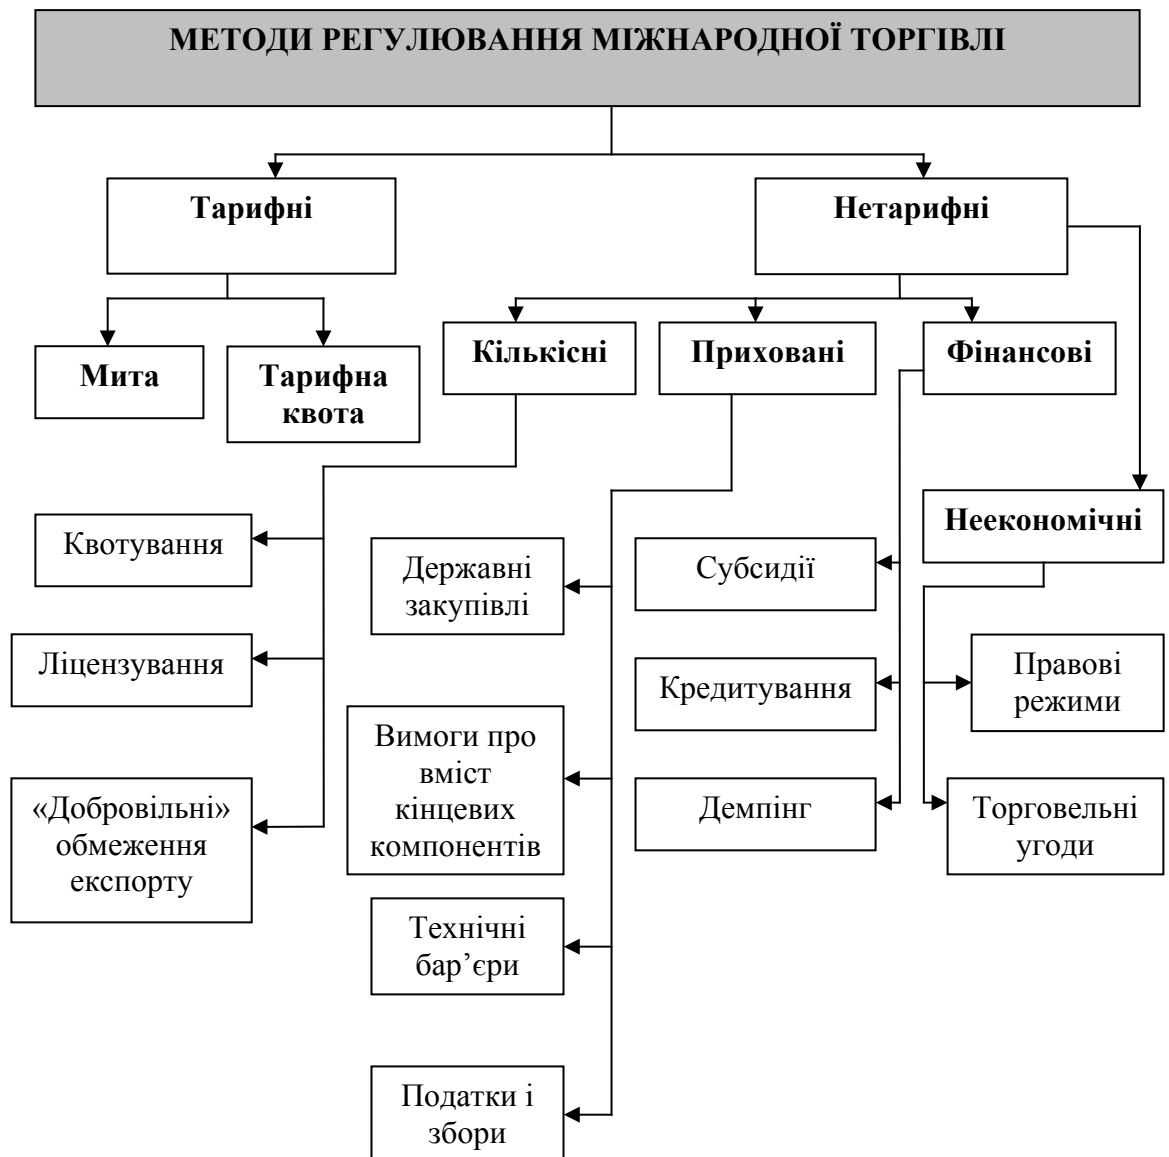 МЕТОДИ РЕГУЛЮВАННЯ МІЖНАРОДНОЇ ТОРГІВЛІ
Тарифні
Нетарифні
Мита
Тарифна
квота
Кількісні
Приховані
Фінансові
Неекономічні
Квотування
Ліцензування
«Добровільні»
обмеження
експорту
Державні
закупівлі
Вимоги про
вміст
кінцевих
компонентів
Технічні
бар’єри
Податки і
збори
Субсидії
Кредитування
Демпінг
Правові
режими
Торговельні
угоди